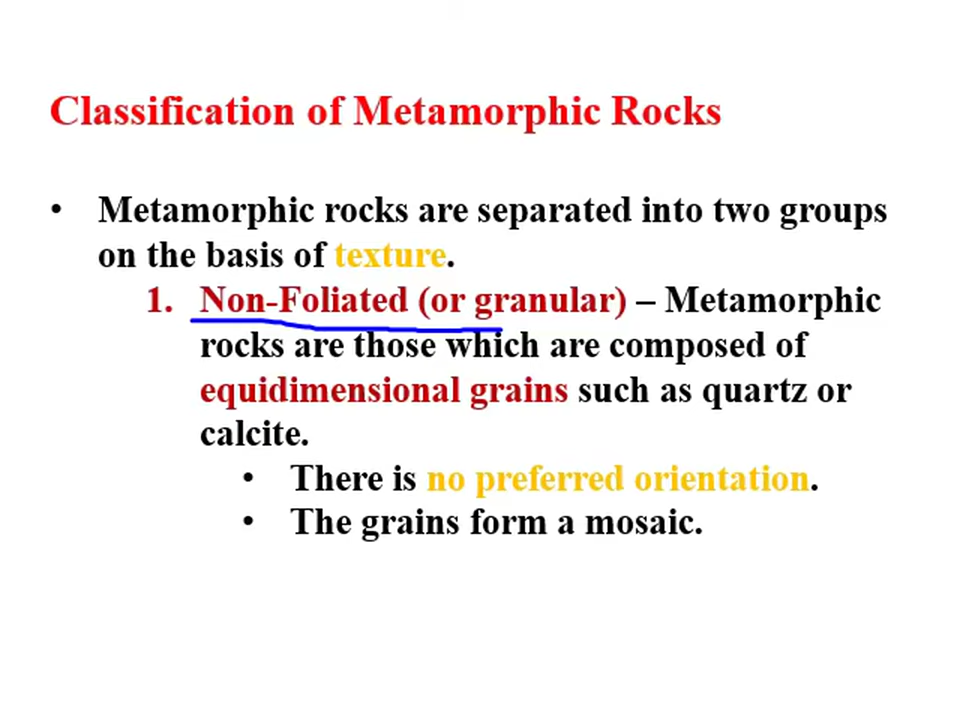 Classification of Metamorphic Rocks
• Metamorphic rocks are separated into two groups
on the basis of texture.
1. Non-Foliated (or granular) – Metamorphic
rocks are those which are composed of
equidimensional grains such as quartz or
calcite.
• There is no preferred orientation.
• The grains form a mosaic.